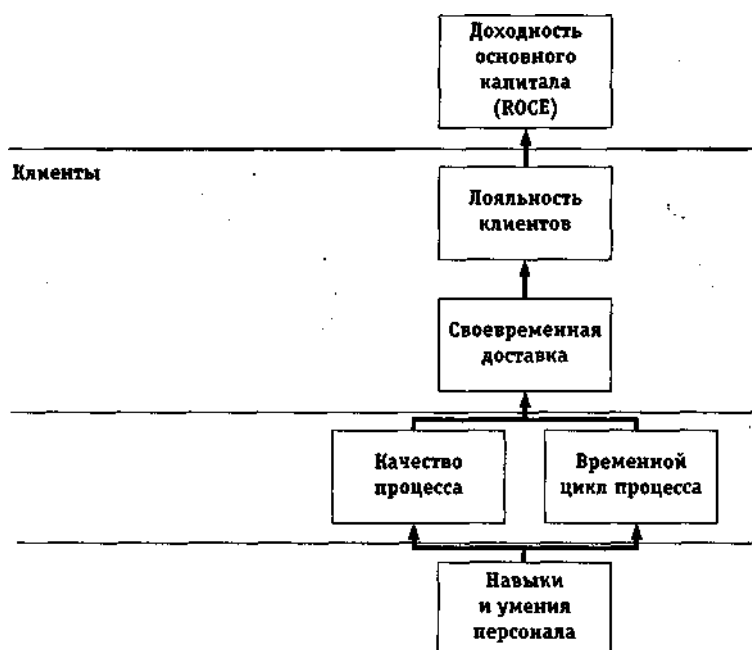 Доходность
основного
капитала
(ROCE)
Клиенты
Лояльность
клиентов
Своевременная
доставка
Качество
процесса
Временной
цикл процесса
Навыки
и умения
персонала